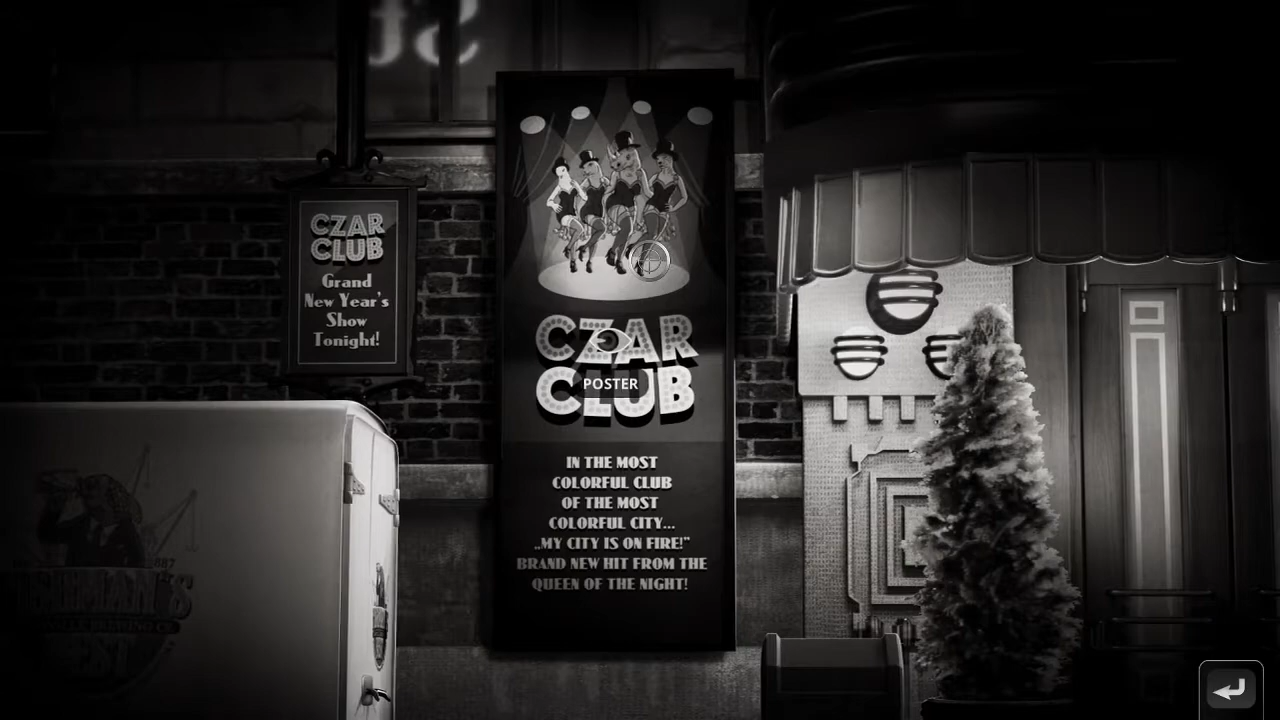 CZAR
CLUB
Grand
New Year's
Show
Tonight!
CZAR
CLUB
POSTER
IN THE MOST
COLORFUL CLUB
OF THE MOST
COLORFUL CITY...
„MY CITY IS ON FIRE!”
BRAND NEW HIT FROM THE
QUEEN OF THE NIGHT!
887